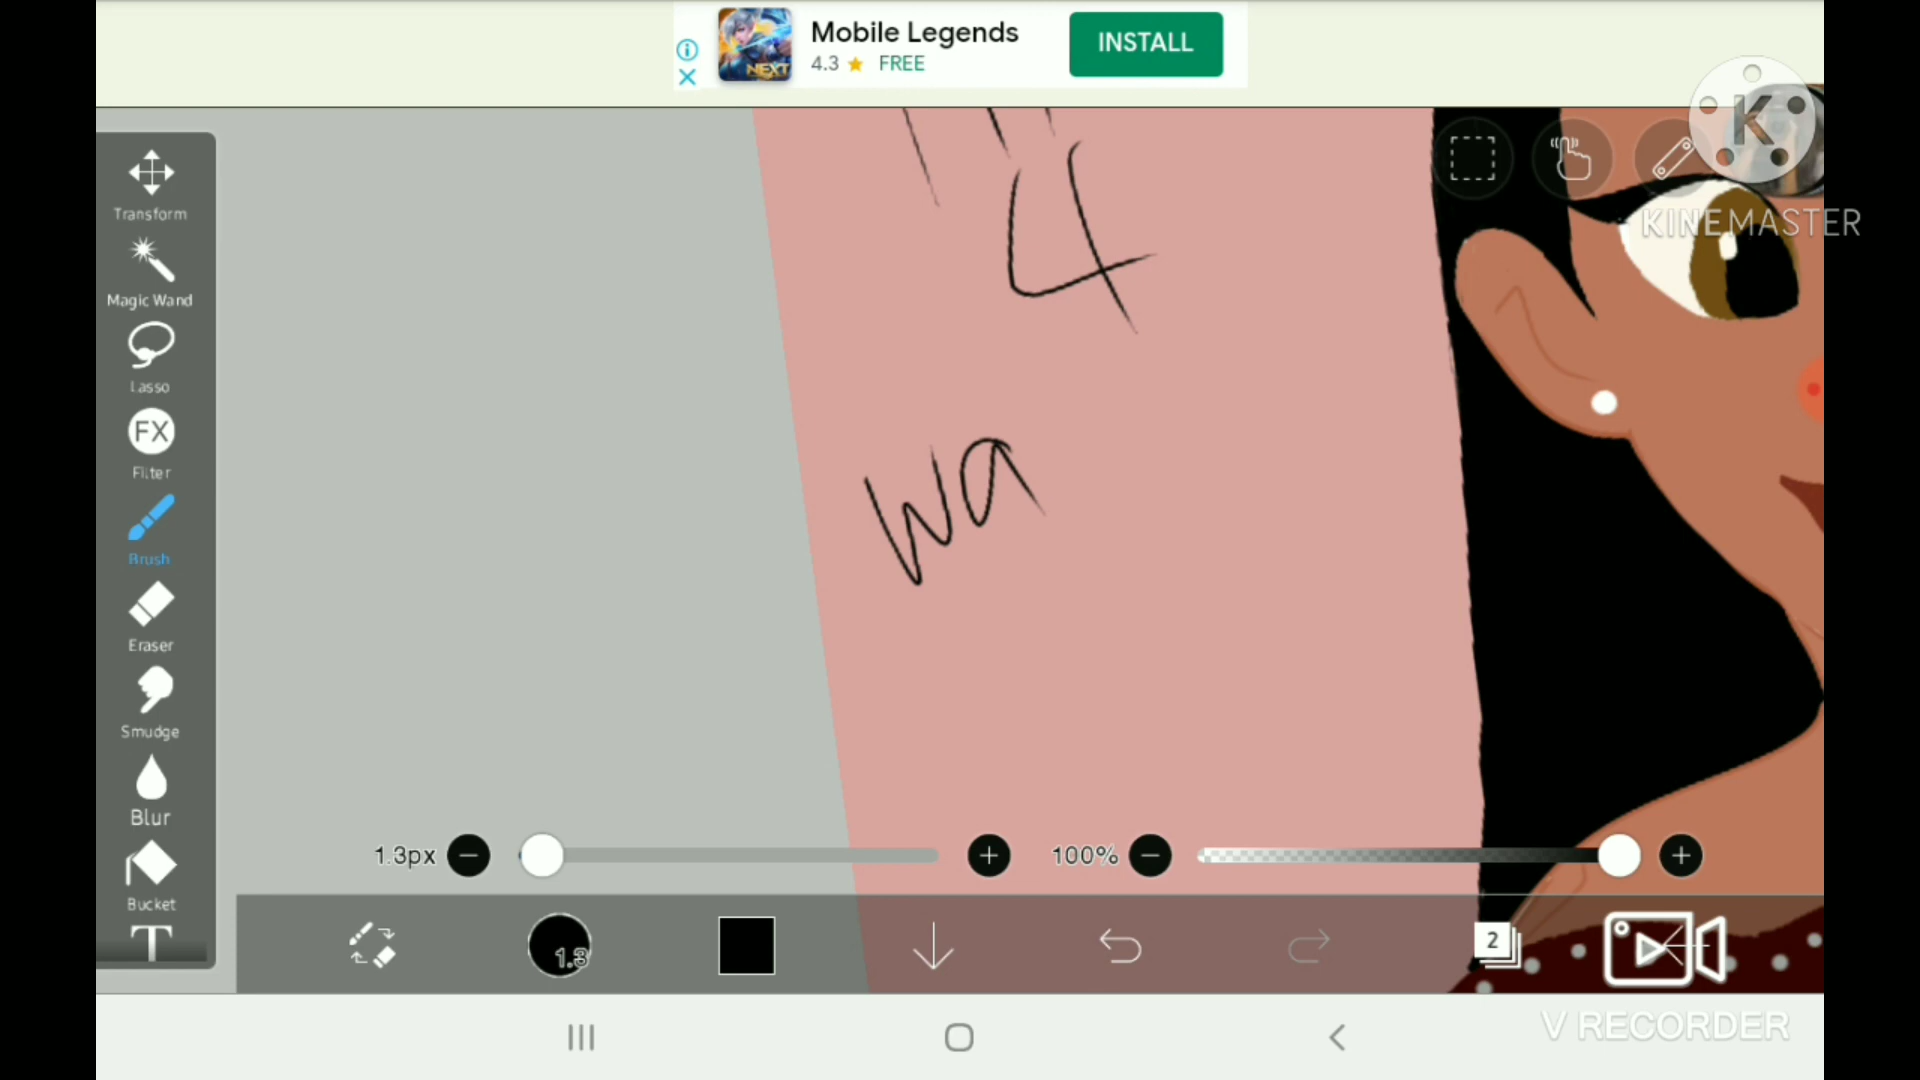 Mobile Legends
4.3 FREE
INSTALL
NEXT
K
KINEMASTER
Transform
Magic Wand
Lasso
FX
Filter
Brush
Eraser
Smudge
Blur
Bucket
T
4
wa
1.3px
100%
1.3
2
V RECORDER